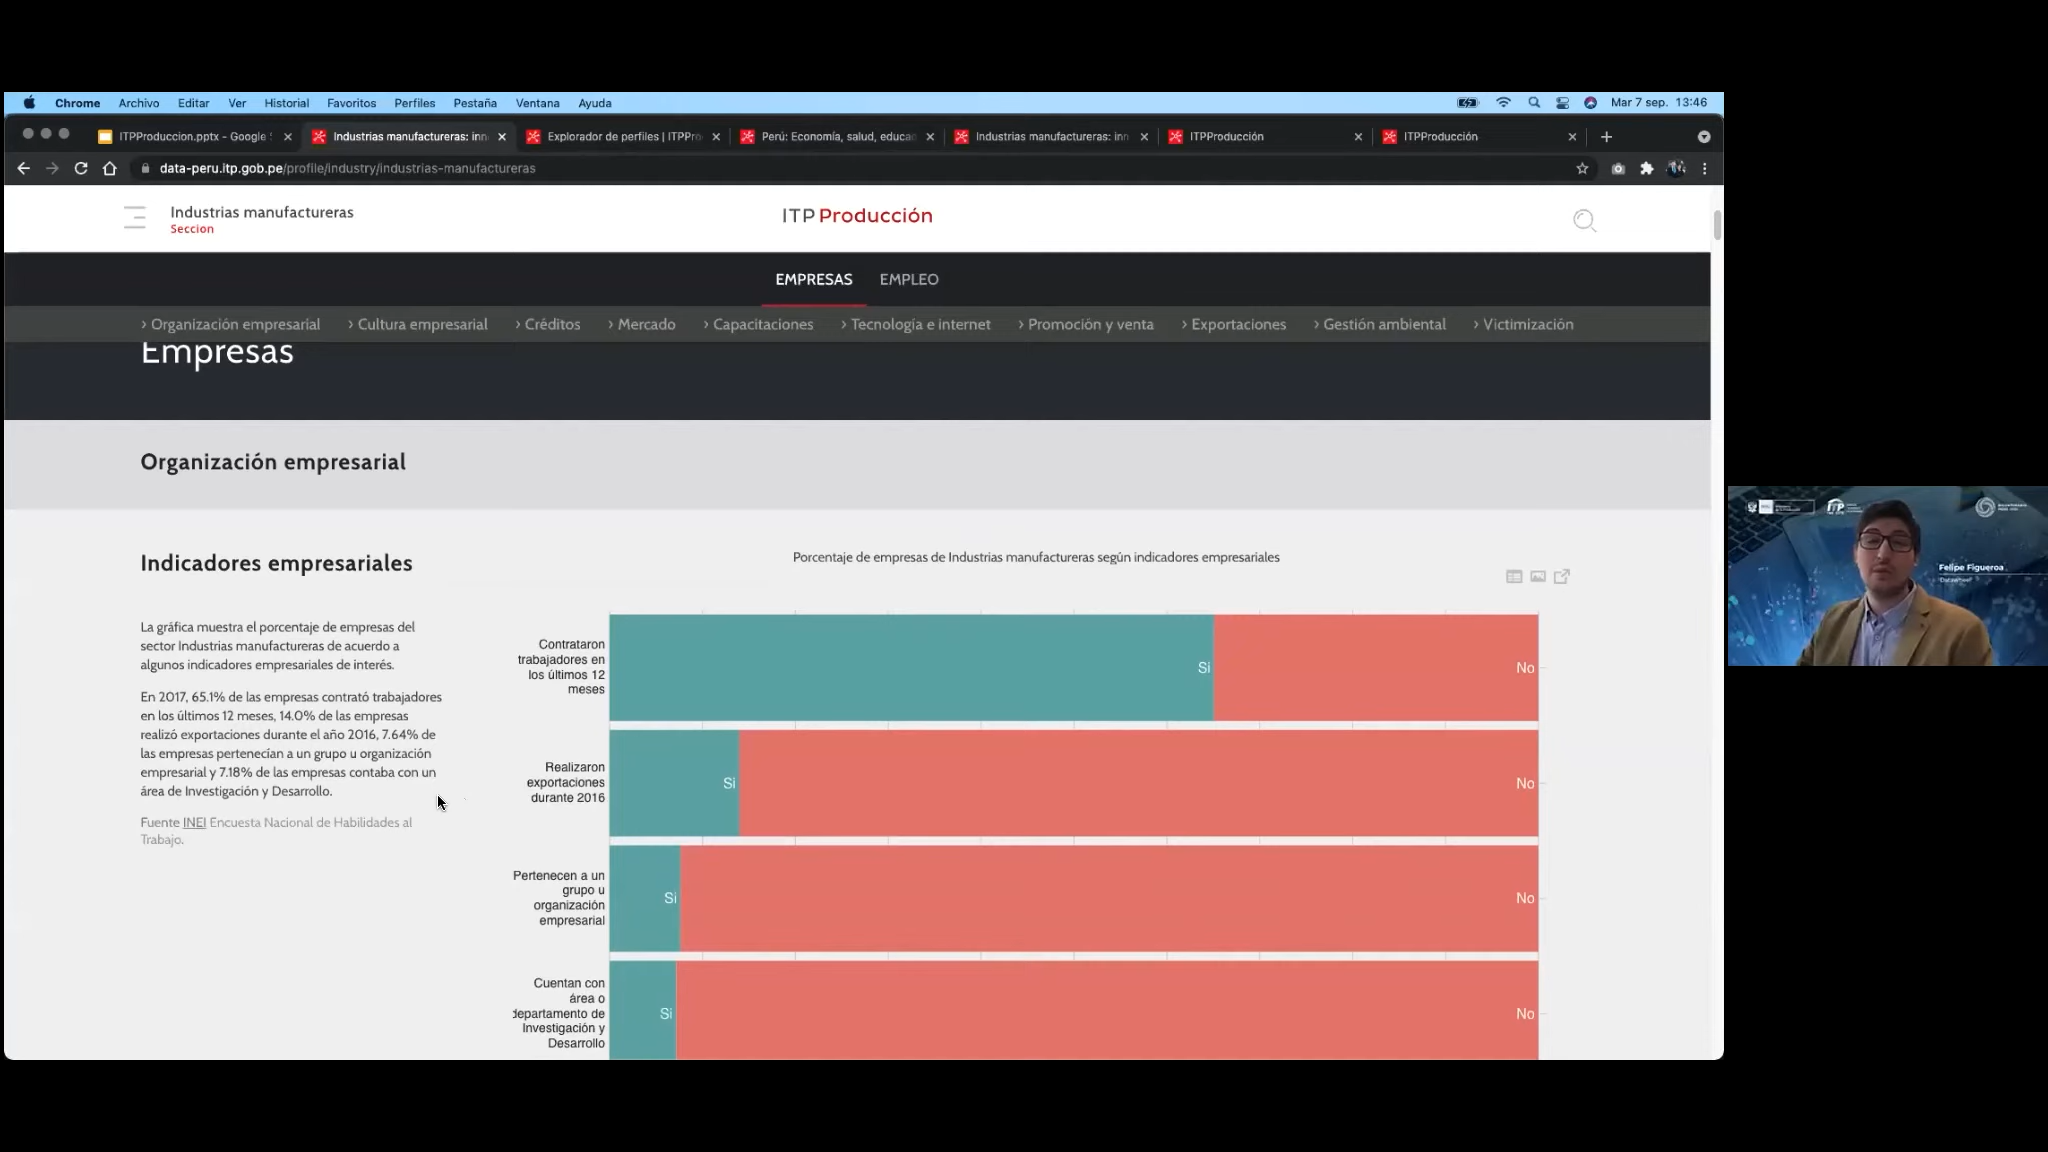 Chrome Archivo Editar Ver Historial Favoritos Perfiles Pestaña Ventana Ayuda
Mar 7 sep. 13:46
ITPProduccion.pptx - Google
Industrias manufactureras: inn
Explorador de perfiles | ITPPro
Perú: Economía, salud, educac
Industrias manufactureras: inn
ITPProducción
ITPProducción
data-peru.itp.gob.pe/profile/industry/industrias-manufactureras
Industrias manufactureras
Seccion
ITP Producción
EMPRESAS EMPLEO
› Organización empresarial › Cultura empresarial › Créditos › Mercado › Capacitaciones › Tecnología e internet › Promoción y venta › Exportaciones › Gestión ambiental › Victimización
Empresas
Organización empresarial
Indicadores empresariales
La gráfica muestra el porcentaje de empresas del
sector Industrias manufactureras de acuerdo a
algunos indicadores empresariales de interés.
En 2017, 65.1% de las empresas contrató trabajadores
en los últimos 12 meses, 14.0% de las empresas
realizó exportaciones durante el año 2016, 7.64% de
las empresas pertenecían a un grupo u organización
empresarial y 7.18% de las empresas contaba con un
área de Investigación y Desarrollo.
Fuente INEI Encuesta Nacional de Habilidades al
Trabajo.
Porcentaje de empresas de Industrias manufactureras según indicadores empresariales
Contrataron
trabajadores en
los últimos 12
meses
Si No
Realizaron
exportaciones
durante 2016
Si No
Pertenecen a un
grupo u
organización
empresarial
Si No
Cuentan con
área o
departamento de
Investigación y
Desarrollo
Si No
ITP
Felipe Figueroa
Datawheel